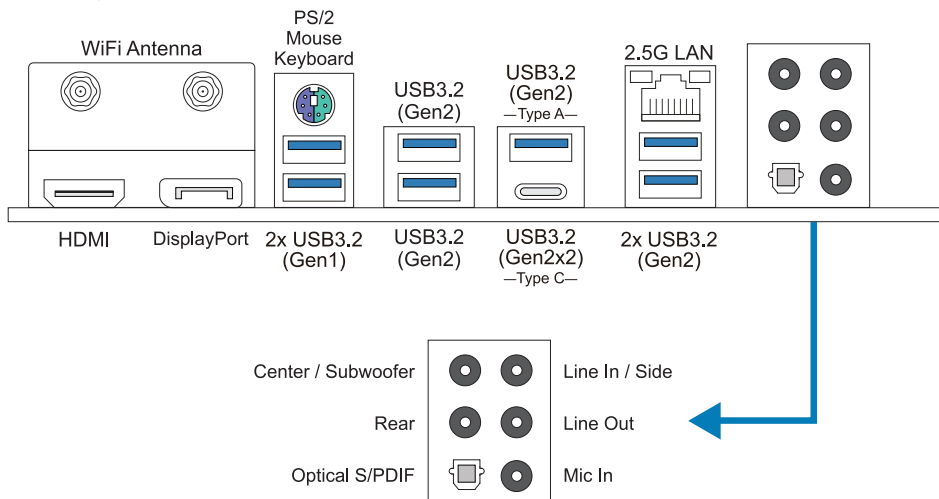 WiFi Antenna
PS/2
Mouse
Keyboard
USB3.2
(Gen2)
USB3.2
(Gen2)
—Type A—
2.5G LAN
HDMI
DisplayPort
2x USB3.2
(Gen1)
USB3.2
(Gen2)
USB3.2
(Gen2x2)
—Type C—
2x USB3.2
(Gen2)
Center / Subwoofer
Line In / Side
Rear
Line Out
Optical S/PDIF
Mic In